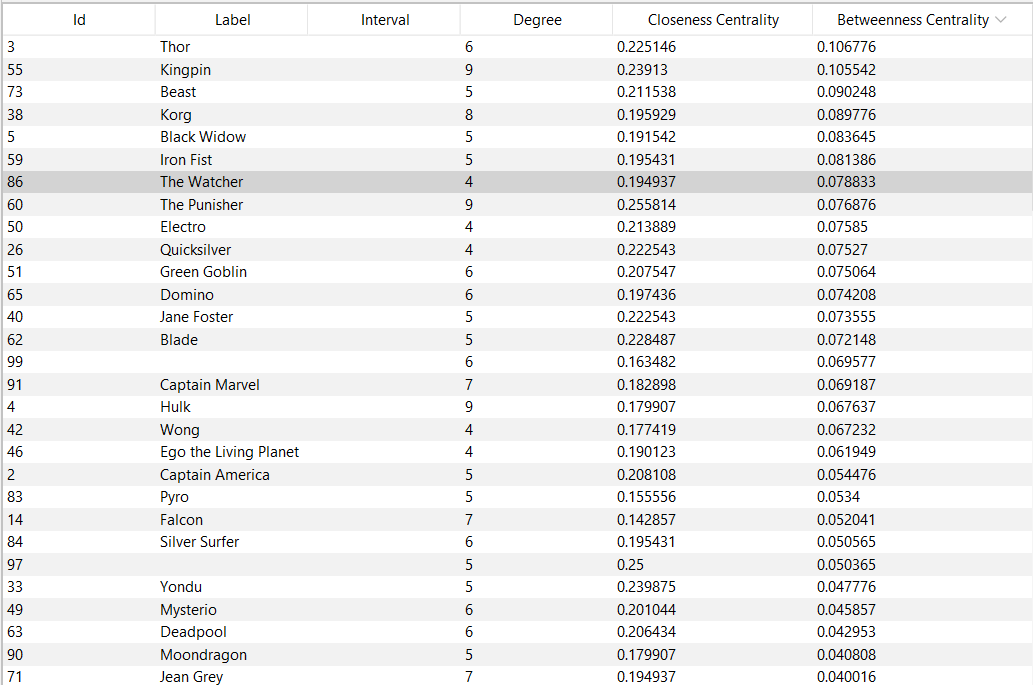 Id Label Interval Degree Closeness Centrality Betweenness Centrality
3 Thor 6 0.225146 0.106776
55 Kingpin 9 0.23913 0.105542
73 Beast 5 0.211538 0.090248
38 Korg 8 0.195929 0.089776
5 Black Widow 5 0.191542 0.083645
59 Iron Fist 5 0.195431 0.081386
86 The Watcher 4 0.194937 0.078833
60 The Punisher 9 0.255814 0.076876
50 Electro 4 0.213889 0.07585
26 Quicksilver 4 0.222543 0.07527
51 Green Goblin 6 0.207547 0.075064
65 Domino 6 0.197436 0.074208
40 Jane Foster 5 0.222543 0.073555
62 Blade 5 0.228487 0.072148
99 6 0.163482 0.069577
91 Captain Marvel 7 0.182898 0.069187
4 Hulk 9 0.179907 0.067637
42 Wong 4 0.177419 0.067232
46 Ego the Living Planet 4 0.190123 0.061949
2 Captain America 5 0.208108 0.054476
83 Pyro 5 0.155556 0.0534
14 Falcon 7 0.142857 0.052041
84 Silver Surfer 6 0.195431 0.050565
97 5 0.25 0.050365
33 Yondu 5 0.239875 0.047776
49 Mysterio 6 0.201044 0.045857
63 Deadpool 6 0.206434 0.042953
90 Moondragon 5 0.179907 0.040808
71 Jean Grey 7 0.194937 0.040016